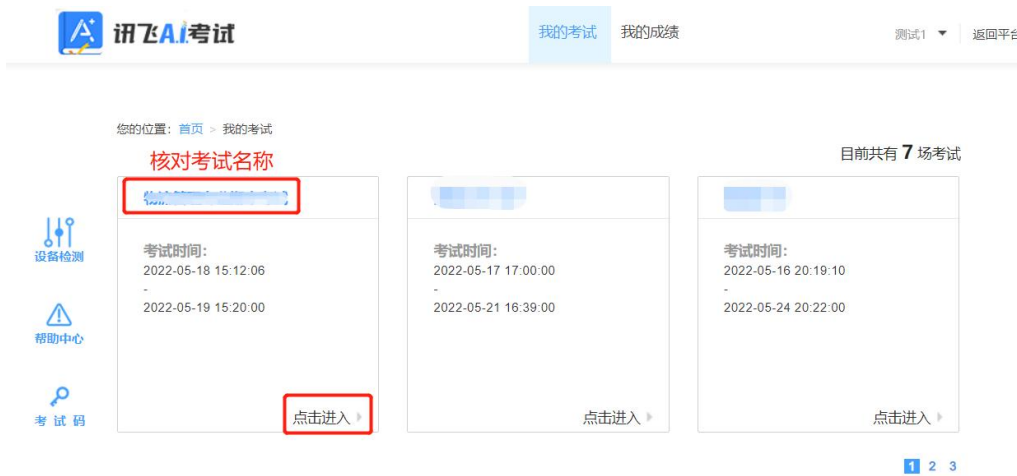 讯飞A.I.考试
我的考试 我的成绩
测试1 返回平台
您的位置：首页 > 我的考试
核对考试名称
目前共有 7 场考试
设备检测
帮助中心
考 试 码
考试时间：
2022-05-18 15:12:06
-
2022-05-19 15:20:00
点击进入
考试时间：
2022-05-17 17:00:00
-
2022-05-21 16:39:00
点击进入
考试时间：
2022-05-16 20:19:10
-
2022-05-24 20:22:00
点击进入
1 2 3